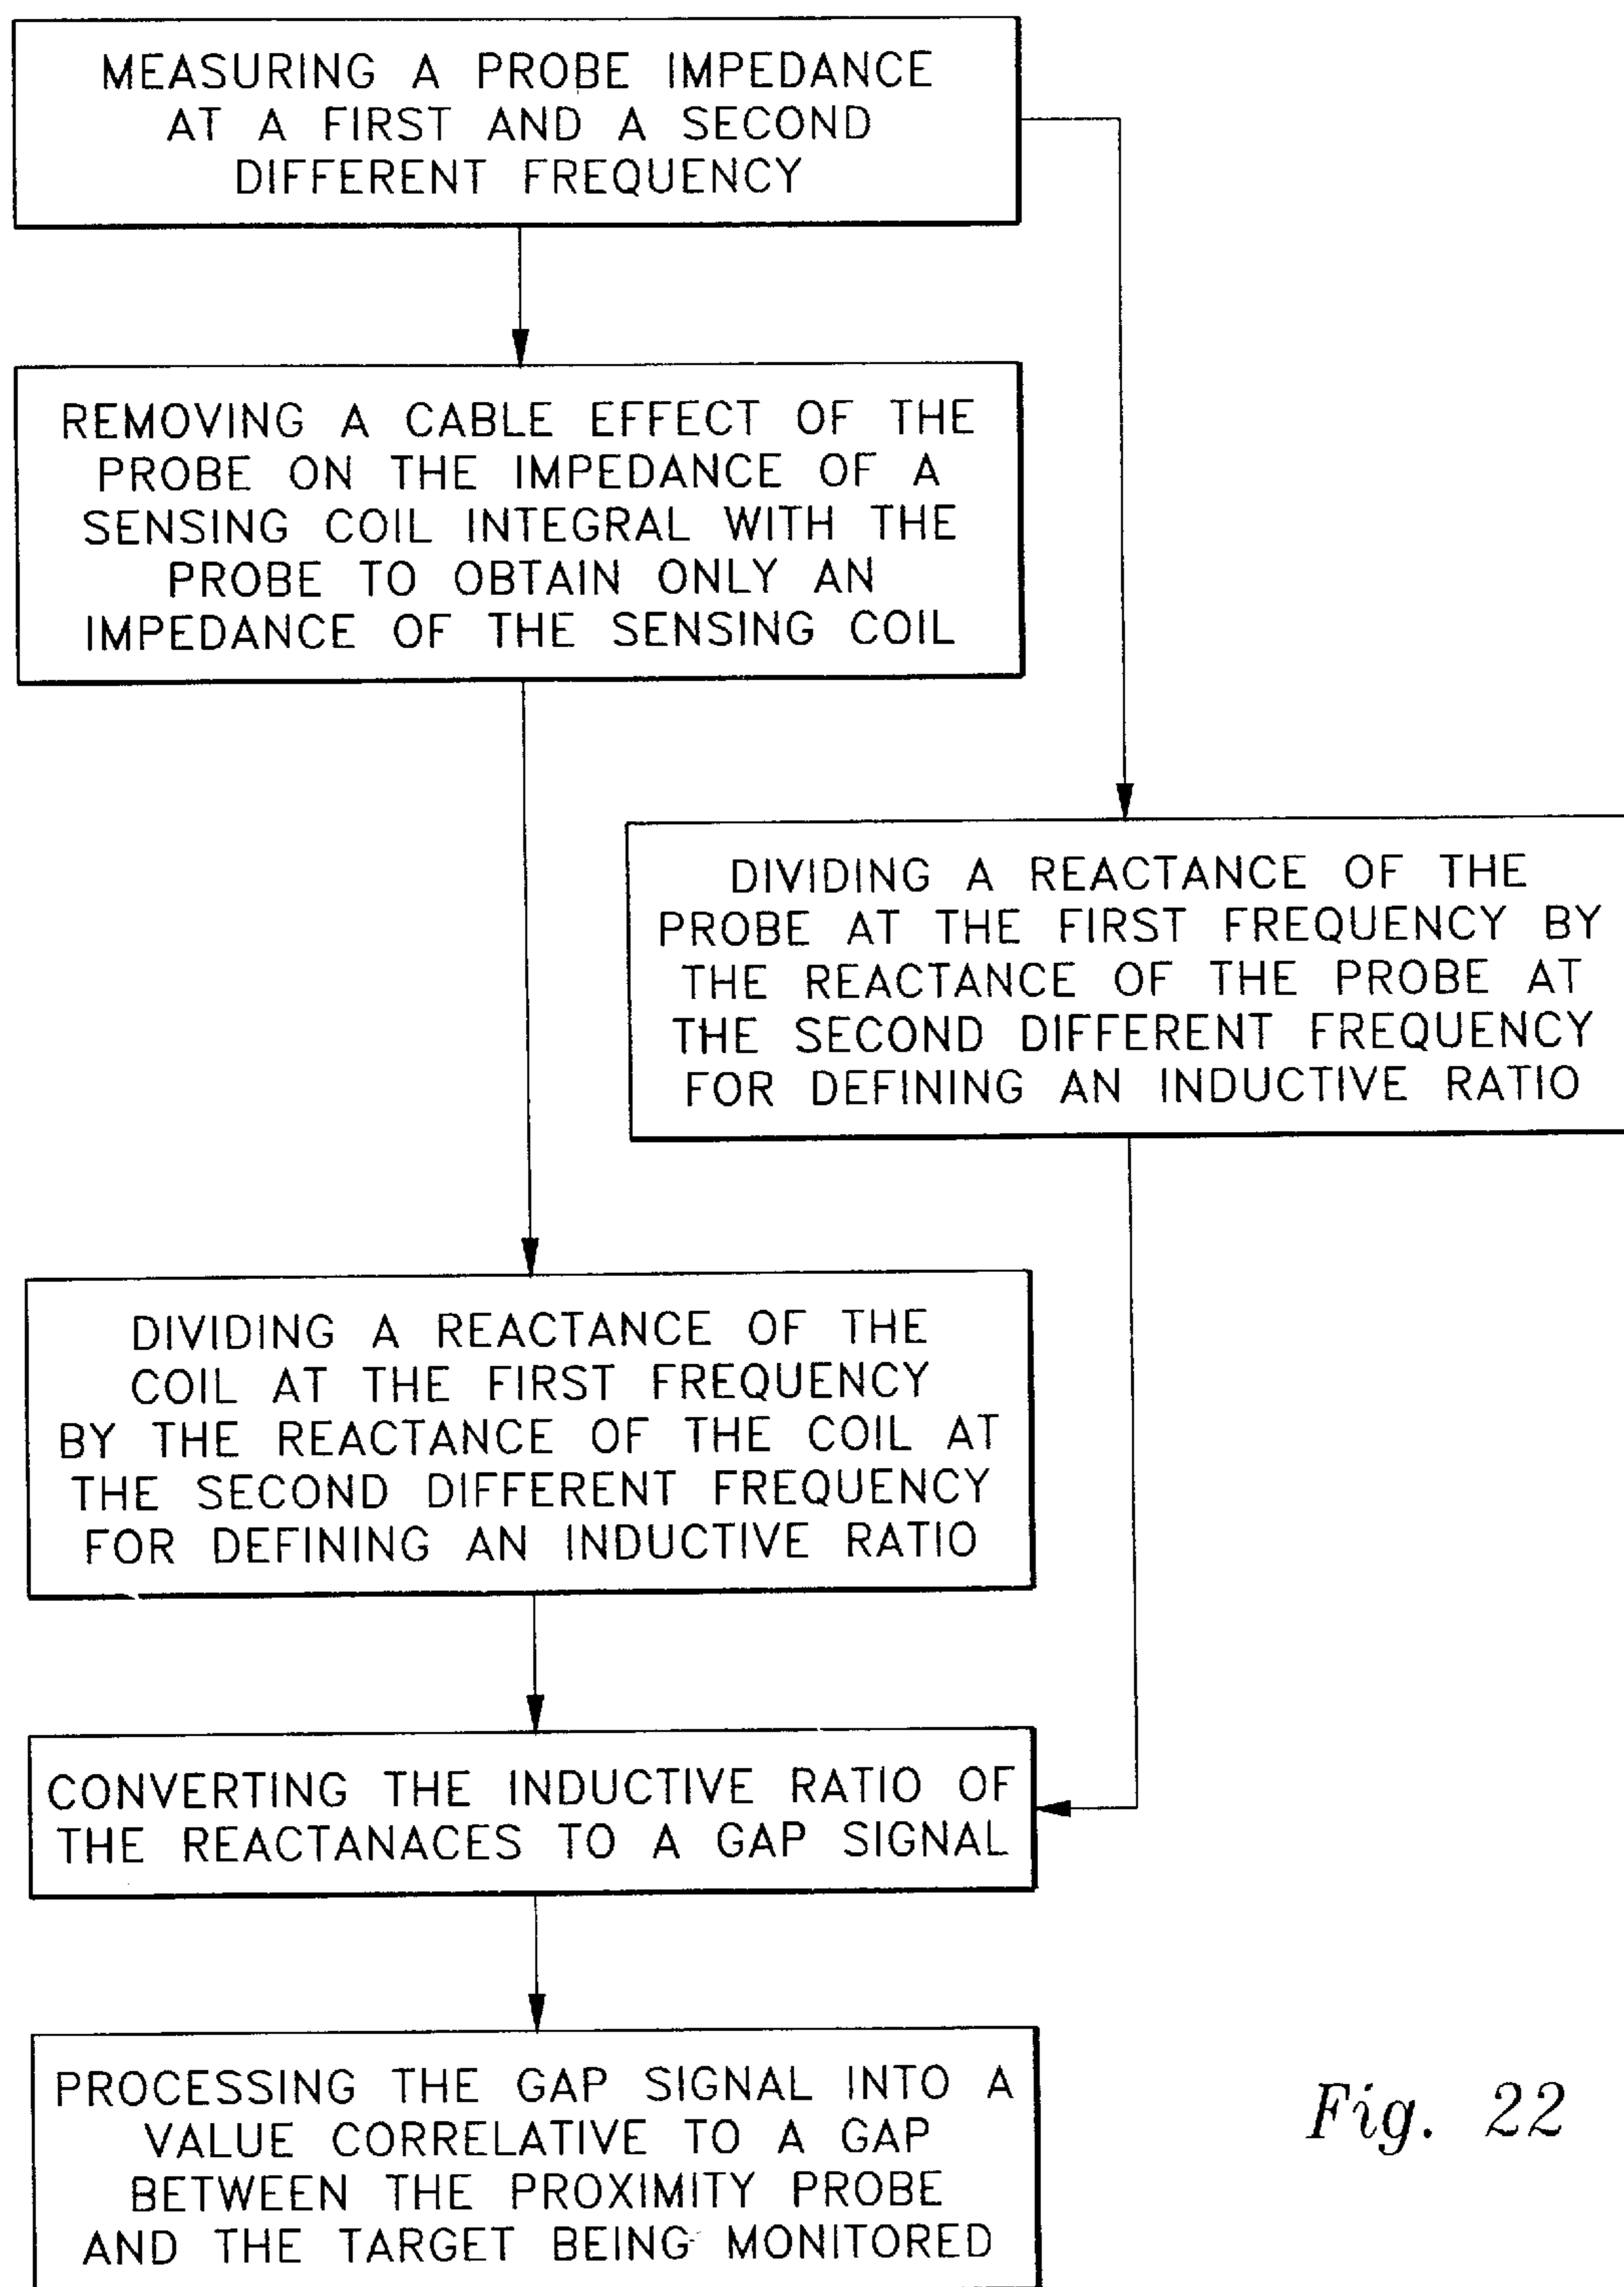 MEASURING A PROBE IMPEDANCE
AT A FIRST AND A SECOND
DIFFERENT FREQUENCY
REMOVING A CABLE EFFECT OF THE
PROBE ON THE IMPEDANCE OF A
SENSING COIL INTEGRAL WITH THE
PROBE TO OBTAIN ONLY AN
IMPEDANCE OF THE SENSING COIL
DIVIDING A REACTANCE OF THE
PROBE AT THE FIRST FREQUENCY BY
THE REACTANCE OF THE PROBE AT
THE SECOND DIFFERENT FREQUENCY
FOR DEFINING AN INDUCTIVE RATIO
DIVIDING A REACTANCE OF THE
COIL AT THE FIRST FREQUENCY
BY THE REACTANCE OF THE COIL AT
THE SECOND DIFFERENT FREQUENCY
FOR DEFINING AN INDUCTIVE RATIO
CONVERTING THE INDUCTIVE RATIO OF
THE REACTANACES TO A GAP SIGNAL
PROCESSING THE GAP SIGNAL INTO A
VALUE CORRELATIVE TO A GAP
BETWEEN THE PROXIMITY PROBE
AND THE TARGET BEING MONITORED
Fig. 22